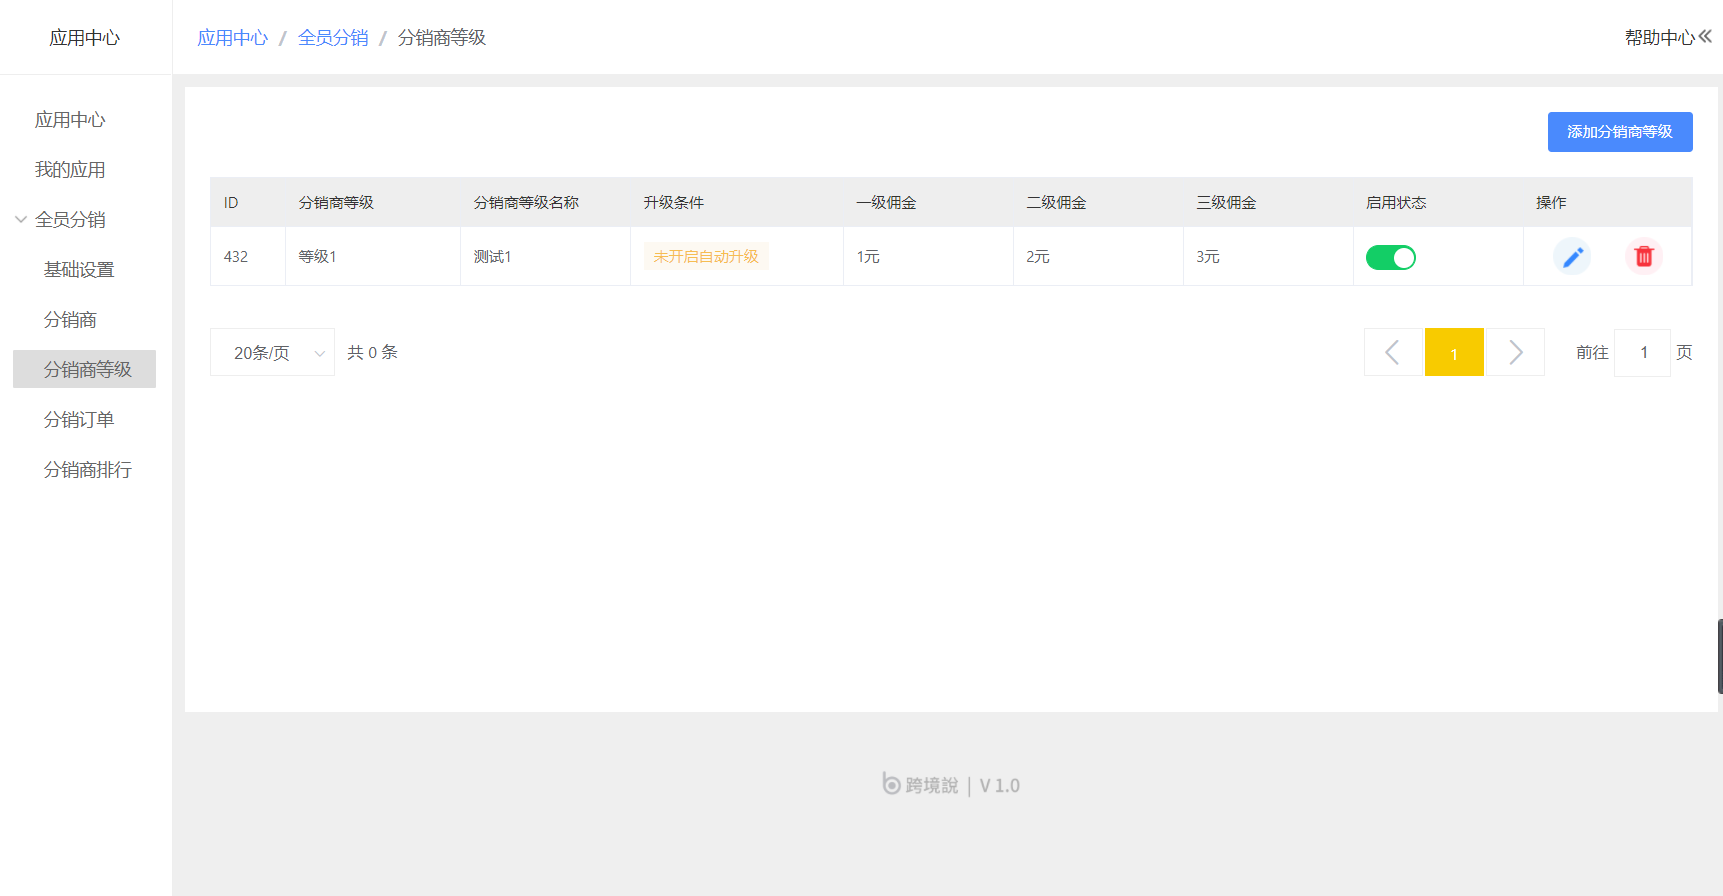 应用中心
应用中心 / 全员分销 / 分销商等级
帮助中心
应用中心
我的应用
全员分销
基础设置
分销商
分销商等级
分销订单
分销商排行
添加分销商等级
ID 分销商等级 分销商等级名称 升级条件 一级佣金 二级佣金 三级佣金 启用状态 操作
432 等级1 测试1 未开启自动升级 1元 2元 3元
20条/页 共 0 条
1
前往 1 页
跨境說 | V 1.0